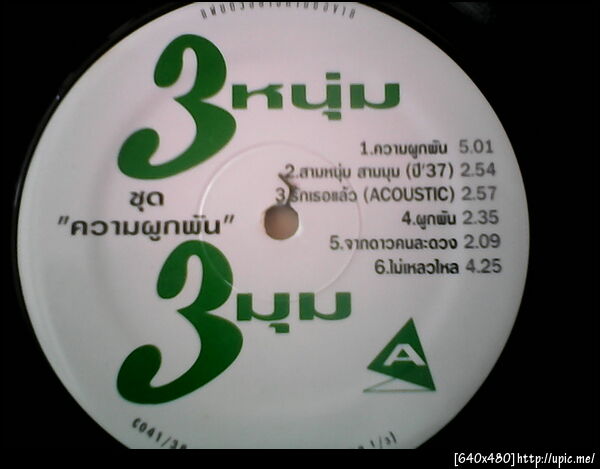 3หนุ่ม
1.ความผูกพัน 5.01
2.สามหนุ่ม สามมุม (ปี'37) 2.54
3.รักเธอแล้ว (ACOUSTIC) 2.57
4.ผูกพัน 2.35
5.จากดาวคนละดวง 2.09
6.ไม่เหลวไหล 4.25
ชุด
"ความผูกพัน"
3มุม
A
[640x480]http://upic.me/